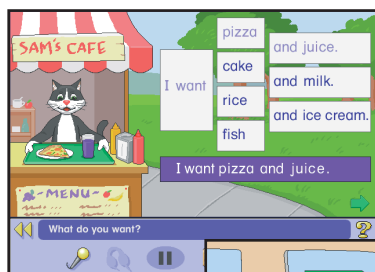 SAM'S CAFE
I want
pizza
cake
rice
fish
and juice.
and milk.
and ice cream.
I want pizza and juice.
MENU
What do you want?
?